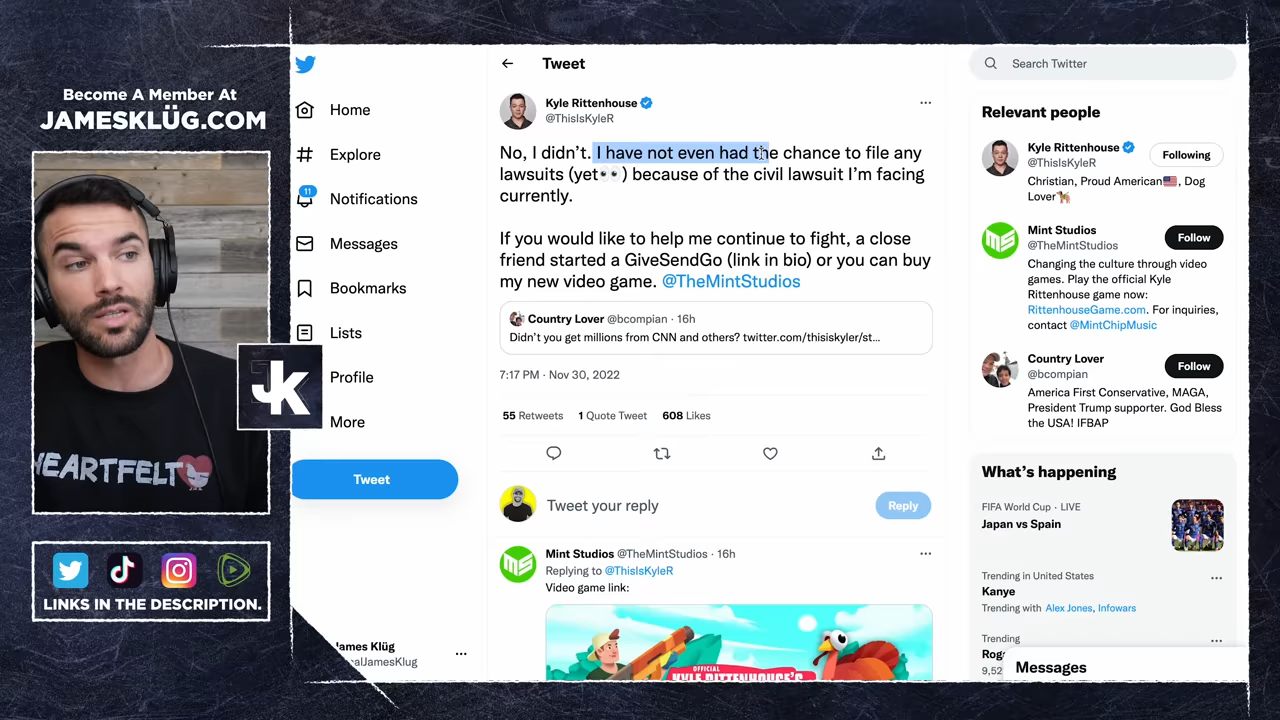 Become A Member At
JAMESKLÜG.COM
HEARTFELT
JK
LINKS IN THE DESCRIPTION.
Home
Explore
11
Notifications
Messages
Bookmarks
Lists
Profile
More
Tweet
James Klüg
Tweet
Kyle Rittenhouse
@ThisIsKyleR
No, I didn't. I have not even had the chance to file any
lawsuits (yet👀) because of the civil lawsuit I'm facing
currently.
If you would like to help me continue to fight, a close
friend started a GiveSendGo (link in bio) or you can buy
my new video game. @TheMintStudios
Country Lover @bcompian · 16h
Didn't you get millions from CNN and others? twitter.com/thisiskyler/st...
7:17 PM · Nov 30, 2022
55 Retweets 1 Quote Tweet 608 Likes
Tweet your reply
Reply
Mint Studios @TheMintStudios · 16h
Replying to @ThisIsKyleR
Video game link:
MS
OFFICIAL
KYLE RITTENHOUSE'S
Search Twitter
Relevant people
Kyle Rittenhouse
@ThisIsKyleR
Following
Christian, Proud American🇺🇸, Dog
Lover🐕
MS
Mint Studios
@TheMintStudios
Follow
Changing the culture through video
games. Play the official Kyle
Rittenhouse game now:
RittenhouseGame.com. For inquiries,
contact @MintChipMusic
Country Lover
@bcompian
Follow
America First Conservative, MAGA,
President Trump supporter. God Bless
the USA! IFBAP
What's happening
FIFA World Cup · LIVE
Japan vs Spain
Trending in United States
Kanye
Trending with Alex Jones, Infowars
Trending
Messages